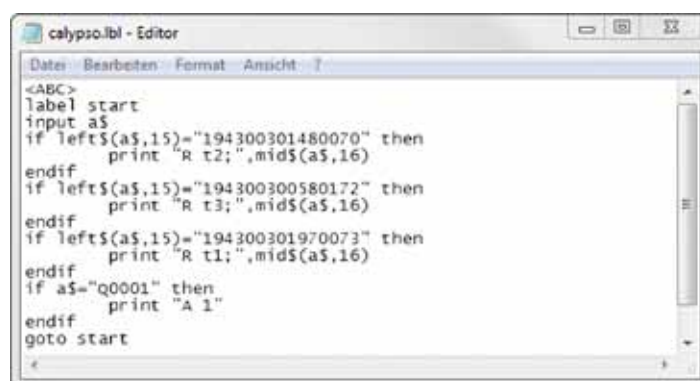 calypso.lbl - Editor
Datei Bearbeiten Format Ansicht ?
<ABC>
label start
input a$
if left$(a$,15)="194300301480070" then
print "R t2;",mid$(a$,16)
endif
if left$(a$,15)="194300300580172" then
print "R t3;",mid$(a$,16)
endif
if left$(a$,15)="194300301970073" then
print "R t1;",mid$(a$,16)
endif
if a$="Q0001" then
print "A 1"
endif
goto start